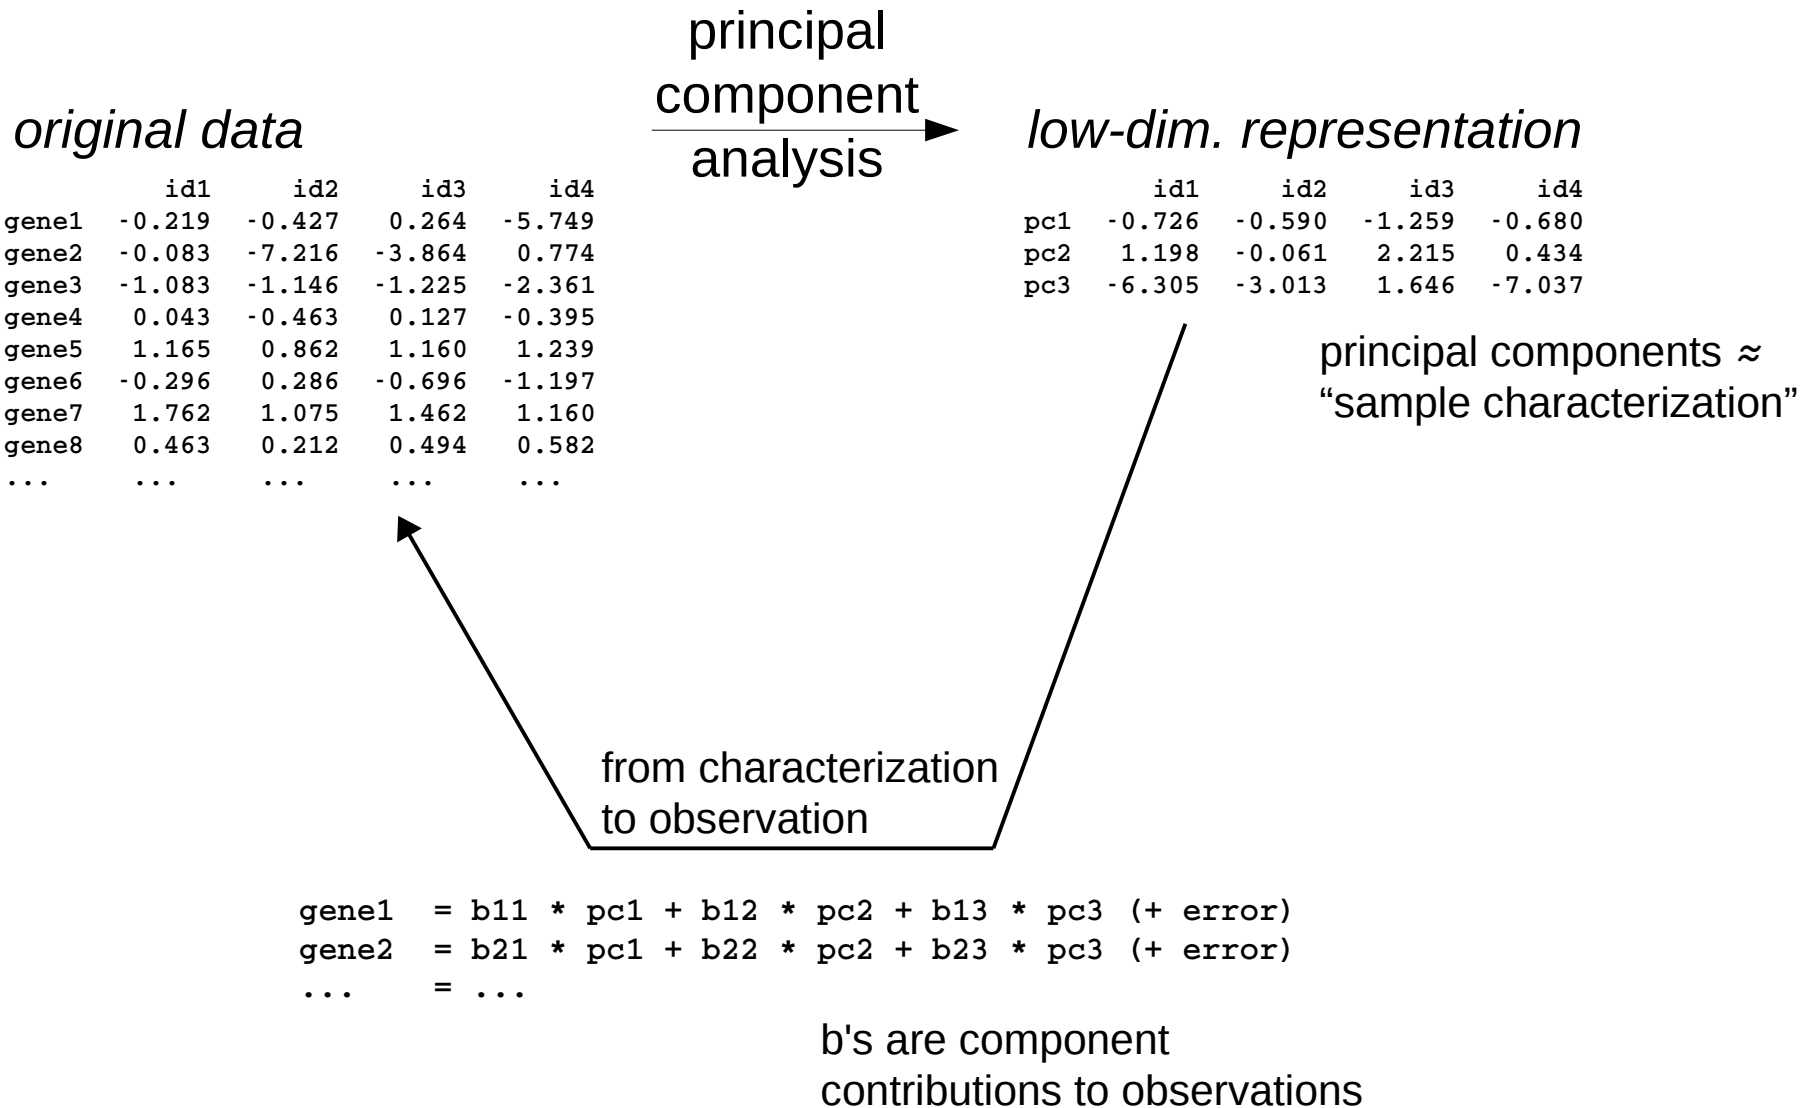 principal
component
analysis
original data
low-dim. representation
id1 id2 id3 id4
gene1 -0.219 -0.427 0.264 -5.749
gene2 -0.083 -7.216 -3.864 0.774
gene3 -1.083 -1.146 -1.225 -2.361
gene4 0.043 -0.463 0.127 -0.395
gene5 1.165 0.862 1.160 1.239
gene6 -0.296 0.286 -0.696 -1.197
gene7 1.762 1.075 1.462 1.160
gene8 0.463 0.212 0.494 0.582
... ... ... ... ...
id1 id2 id3 id4
pc1 -0.726 -0.590 -1.259 -0.680
pc2 1.198 -0.061 2.215 0.434
pc3 -6.305 -3.013 1.646 -7.037
principal components ≈
“sample characterization”
from characterization
to observation
gene1 = b11 * pc1 + b12 * pc2 + b13 * pc3 (+ error)
gene2 = b21 * pc1 + b22 * pc2 + b23 * pc3 (+ error)
... = ...
b's are component
contributions to observations